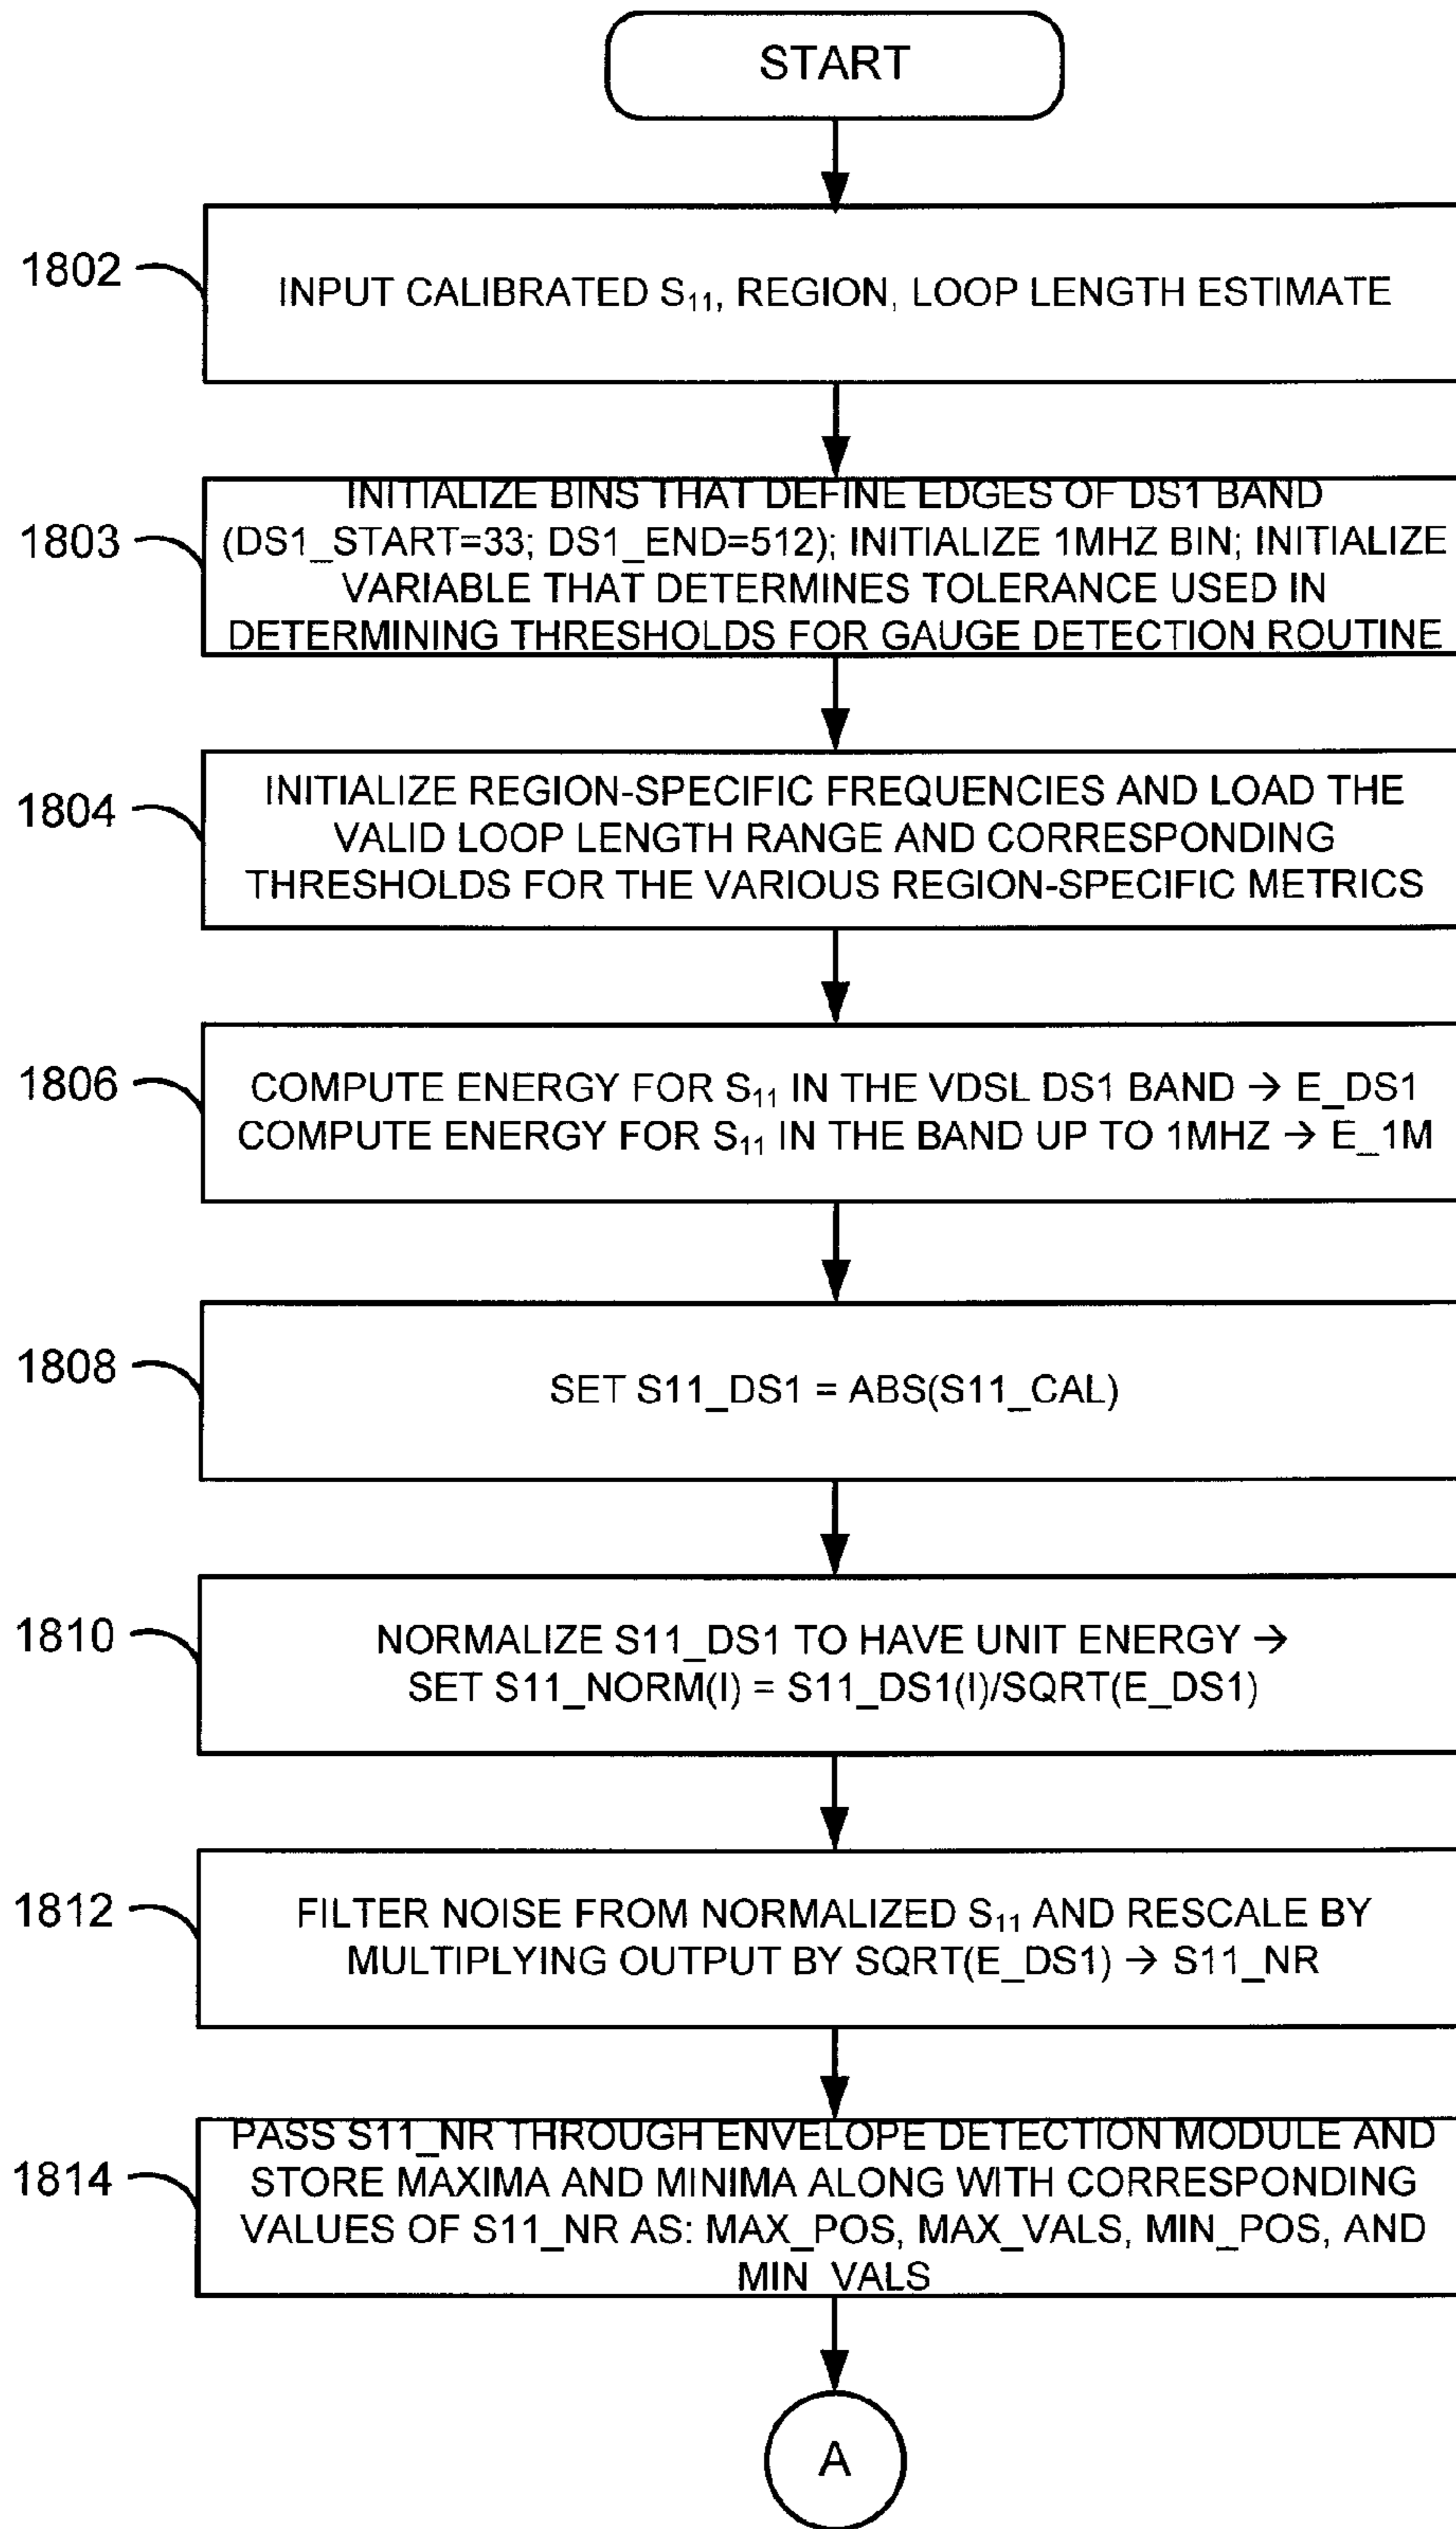 START
1802
INPUT CALIBRATED S₁₁, REGION, LOOP LENGTH ESTIMATE
1803
INITIALIZE BINS THAT DEFINE EDGES OF DS1 BAND
(DS1_START=33; DS1_END=512); INITIALIZE 1MHZ BIN; INITIALIZE
VARIABLE THAT DETERMINES TOLERANCE USED IN
DETERMINING THRESHOLDS FOR GAUGE DETECTION ROUTINE
1804
INITIALIZE REGION-SPECIFIC FREQUENCIES AND LOAD THE
VALID LOOP LENGTH RANGE AND CORRESPONDING
THRESHOLDS FOR THE VARIOUS REGION-SPECIFIC METRICS
1806
COMPUTE ENERGY FOR S₁₁ IN THE VDSL DS1 BAND → E_DS1
COMPUTE ENERGY FOR S₁₁ IN THE BAND UP TO 1MHZ → E_1M
1808
SET S11_DS1 = ABS(S11_CAL)
1810
NORMALIZE S11_DS1 TO HAVE UNIT ENERGY →
SET S11_NORM(I) = S11_DS1(I)/SQRT(E_DS1)
1812
FILTER NOISE FROM NORMALIZED S₁₁ AND RESCALE BY
MULTIPLYING OUTPUT BY SQRT(E_DS1) → S11_NR
1814
PASS S11_NR THROUGH ENVELOPE DETECTION MODULE AND
STORE MAXIMA AND MINIMA ALONG WITH CORRESPONDING
VALUES OF S11_NR AS: MAX_POS, MAX_VALS, MIN_POS, AND
MIN_VALS
A